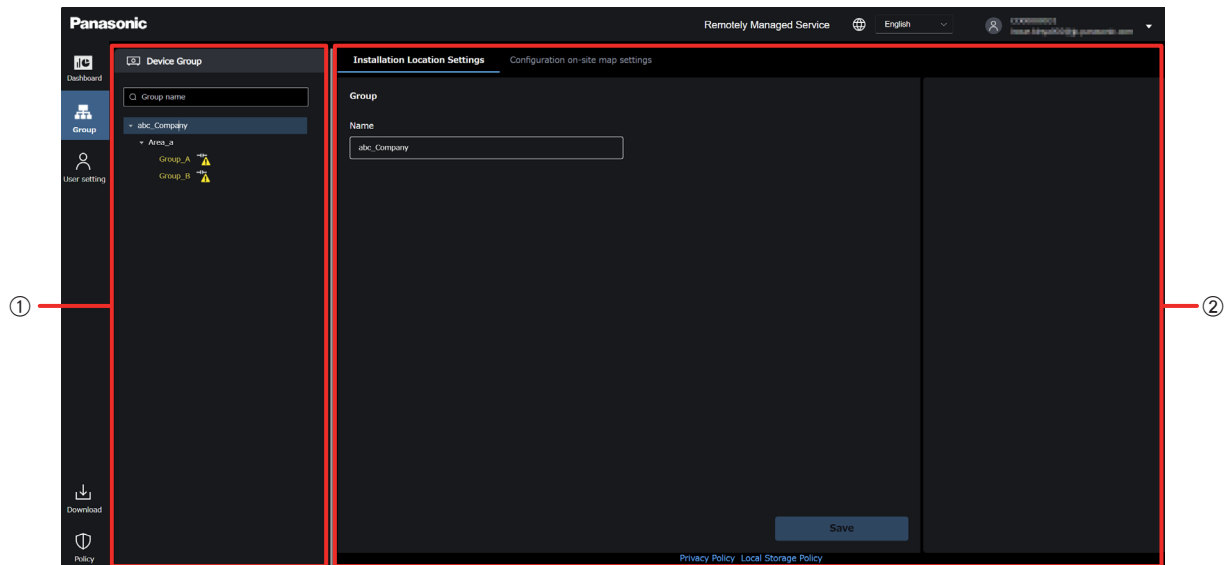 Panasonic
Remotely Managed Service
English
Dashboard
Group
User setting
Download
Policy
Device Group
Group name
abc_Company
Area_a
Group_A
Group_B
Installation Location Settings
Configuration on-site map settings
Group
Name
abc_Company
Save
Privacy Policy Local Storage Policy
①
②